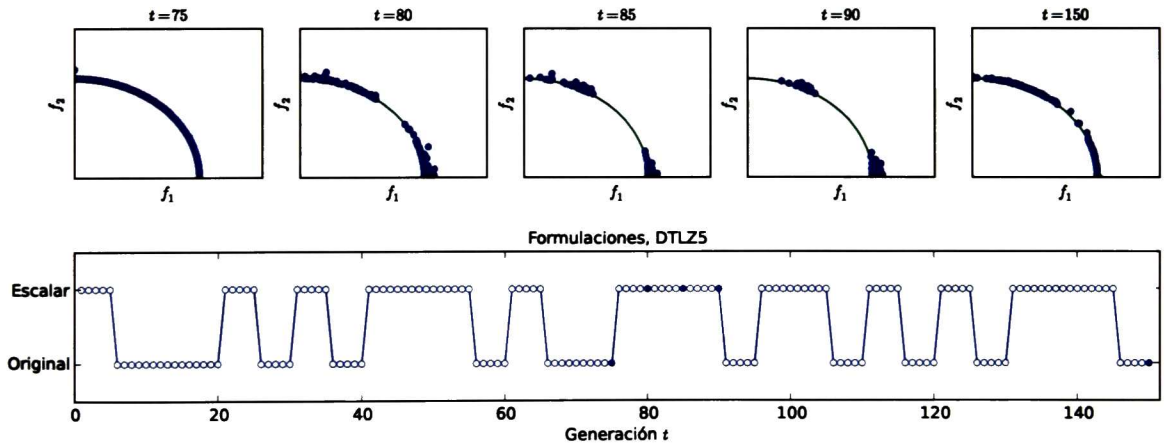 t=75 t=80 t=85 t=90 t=150
f₂ f₂ f₂ f₂ f₂
f₁ f₁ f₁ f₁ f₁
Formulaciones, DTLZ5
Escalar
Original
0 20 40 60 80 100 120 140
Generación t